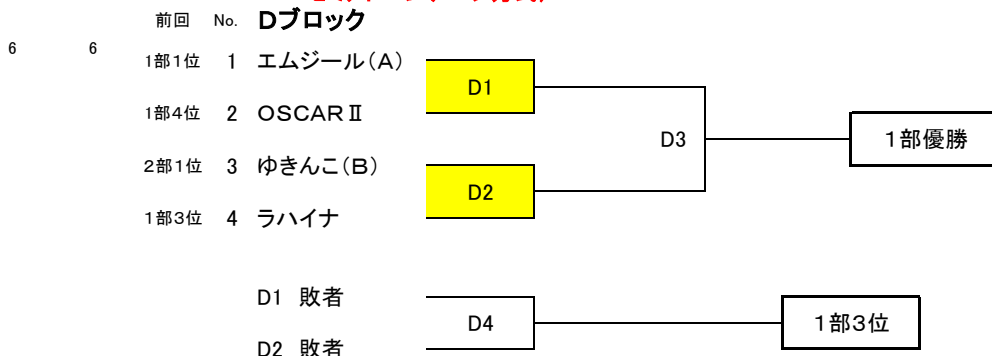 前回 No. Dブロック
6 6
1部1位 1 エムジール(A)
D1
1部4位 2 OSCARⅡ
D3
1部優勝
2部1位 3 ゆきんこ(B)
D2
1部3位 4 ラハイナ
D1 敗者
D4
1部3位
D2 敗者